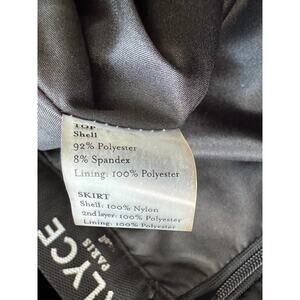 TOP
Shell
92% Polyester
8% Spandex
Lining: 100% Polyester
SKIRT
Shell: 100% Nylon
2nd layer: 100% Polyester
Lining: 100% Polyester
LYCE
PARIS